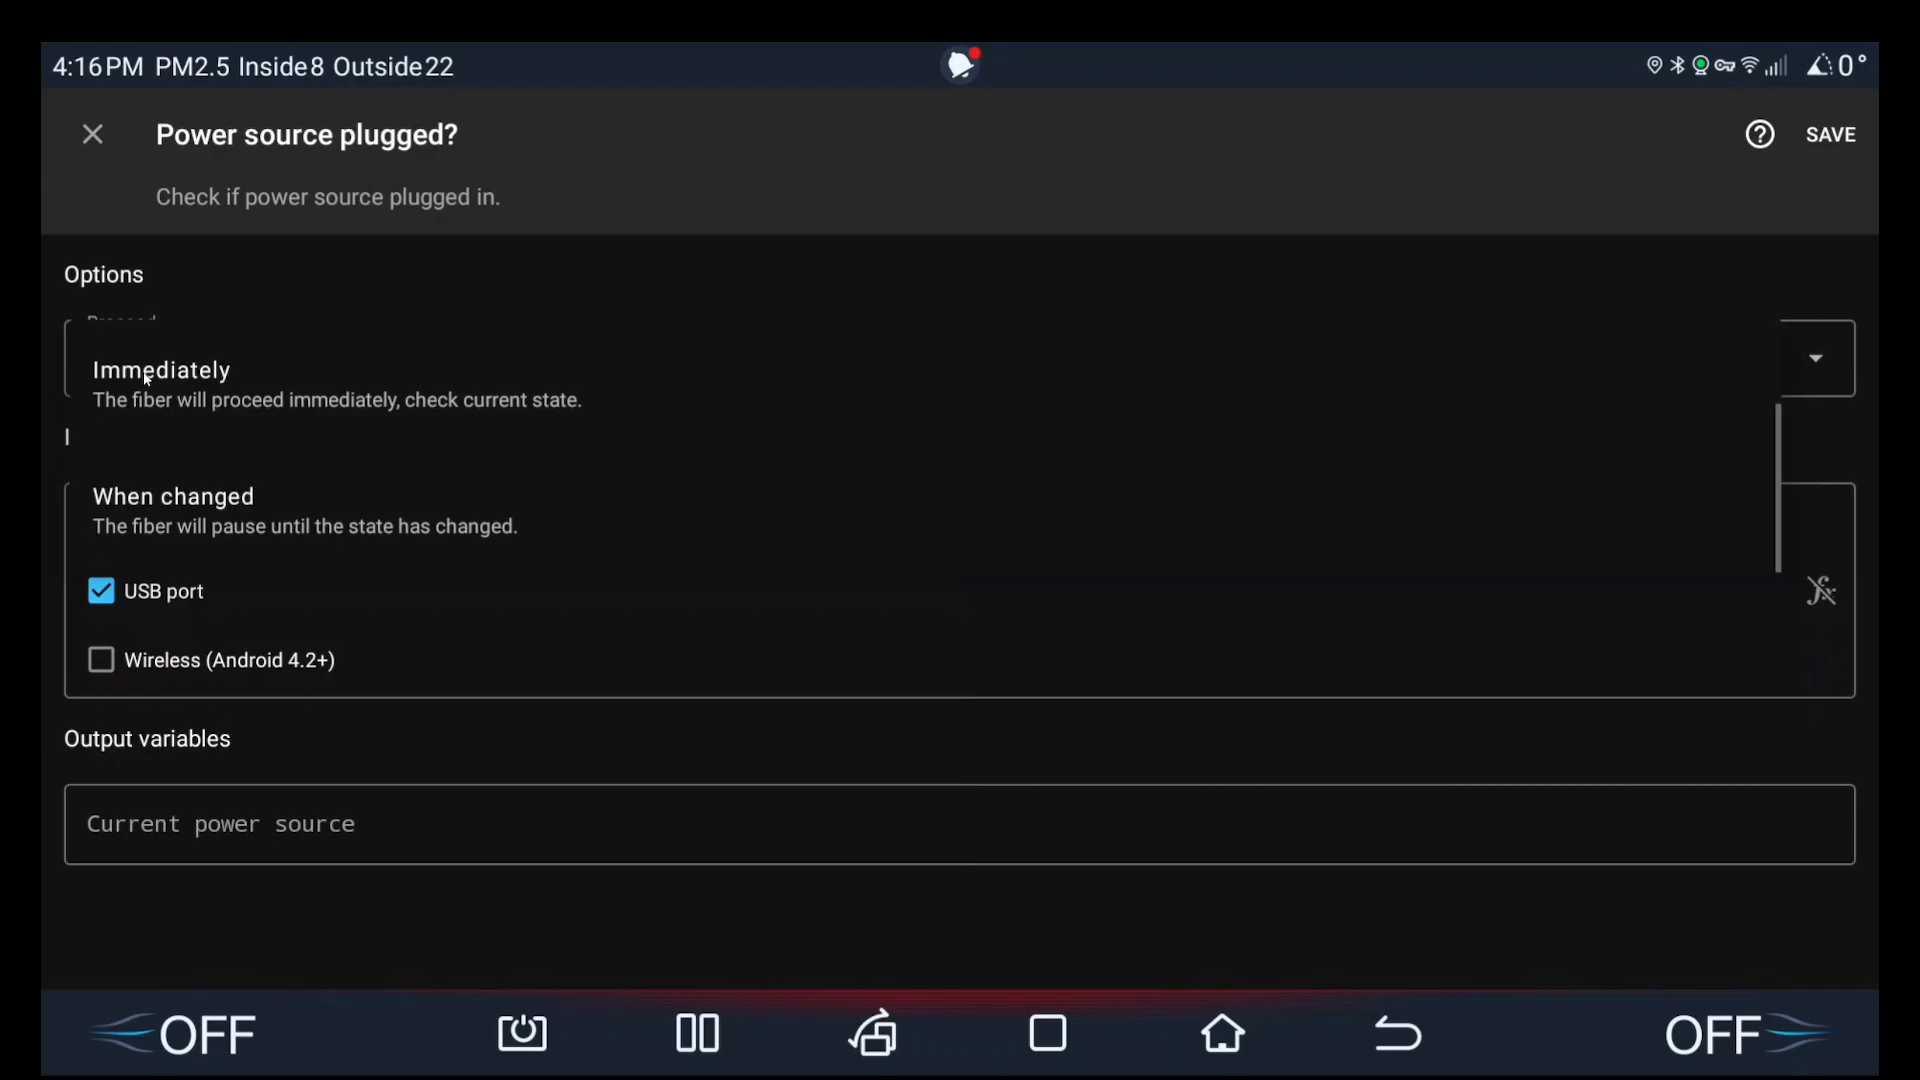 4:16PM PM2.5 Inside8 Outside22
0°
Power source plugged?
SAVE
Check if power source plugged in.
Options
Proceed
Immediately
The fiber will proceed immediately, check current state.
When changed
The fiber will pause until the state has changed.
USB port
Wireless (Android 4.2+)
Output variables
Current power source
OFF
OFF